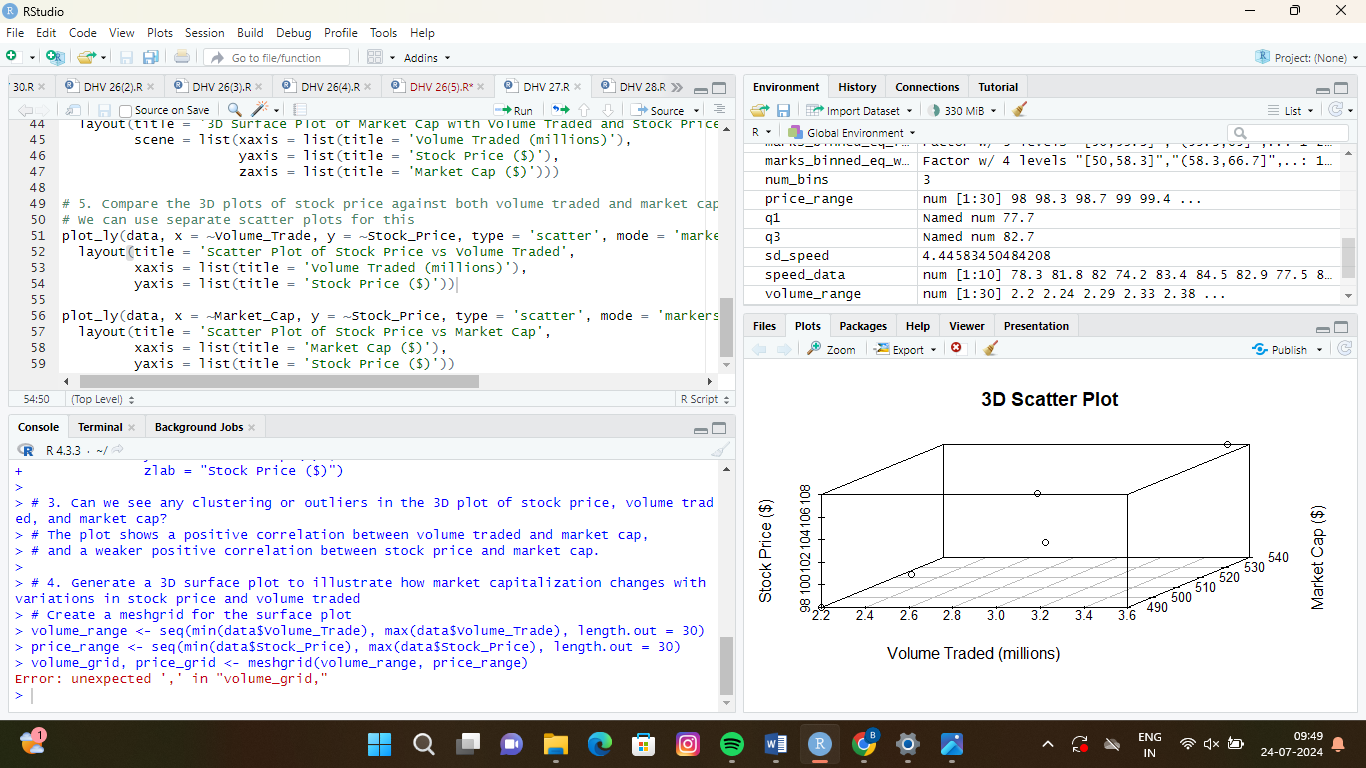 RStudio
File Edit Code View Plots Session Build Debug Profile Tools Help
Go to file/function Addins Project: (None)
30.R DHV 26(2).R DHV 26(3).R DHV 26(4).R DHV 26(5).R* DHV 27.R DHV 28.R
Source on Save Run Source
44 layout(title = '3D Surface Plot of Market Cap with Volume Traded and Stock Price
45 scene = list(xaxis = list(title = 'Volume Traded (millions)'),
46 yaxis = list(title = 'Stock Price ($)'),
47 zaxis = list(title = 'Market Cap ($)')))
48
49 # 5. Compare the 3D plots of stock price against both volume traded and market cap
50 # We can use separate scatter plots for this
51 plot_ly(data, x = ~Volume_Trade, y = ~Stock_Price, type = 'scatter', mode = 'marke
52 layout(title = 'Scatter Plot of Stock Price vs Volume Traded',
53 xaxis = list(title = 'Volume Traded (millions)'),
54 yaxis = list(title = 'Stock Price ($)'))
55
56 plot_ly(data, x = ~Market_Cap, y = ~Stock_Price, type = 'scatter', mode = 'markers
57 layout(title = 'Scatter Plot of Stock Price vs Market Cap',
58 xaxis = list(title = 'Market Cap ($)'),
59 yaxis = list(title = 'Stock Price ($)'))
54:50 (Top Level) R Script
Console Terminal Background Jobs
R 4.3.3 · ~/
+ zlab = "Stock Price ($)")
>
> # 3. Can we see any clustering or outliers in the 3D plot of stock price, volume trad
ed, and market cap?
> # The plot shows a positive correlation between volume traded and market cap,
> # and a weaker positive correlation between stock price and market cap.
>
> # 4. Generate a 3D surface plot to illustrate how market capitalization changes with
variations in stock price and volume traded
> # Create a meshgrid for the surface plot
> volume_range <- seq(min(data$Volume_Trade), max(data$Volume_Trade), length.out = 30)
> price_range <- seq(min(data$Stock_Price), max(data$Stock_Price), length.out = 30)
> volume_grid, price_grid <- meshgrid(volume_range, price_range)
Error: unexpected ',' in "volume_grid,"
>
Environment History Connections Tutorial
Import Dataset 330 MiB List
R Global Environment
marks_binned_eq_w... Factor w/ 4 levels "[50,58.3]","(58.3,66.7]",..: 1...
num_bins 3
price_range num [1:30] 98 98.3 98.7 99 99.4 ...
q1 Named num 77.7
q3 Named num 82.7
sd_speed 4.44583450484208
speed_data num [1:10] 78.3 81.8 82 74.2 83.4 84.5 82.9 77.5 8...
volume_range num [1:30] 2.2 2.24 2.29 2.33 2.38 ...
Files Plots Packages Help Viewer Presentation
Zoom Export Publish
3D Scatter Plot
Stock Price ($)
98 100 102 104 106 108
2.2 2.4 2.6 2.8 3.0 3.2 3.4 3.6
490 500 510 520 530 540
Market Cap ($)
Volume Traded (millions)
1
B
ENG
IN
09:49
24-07-2024